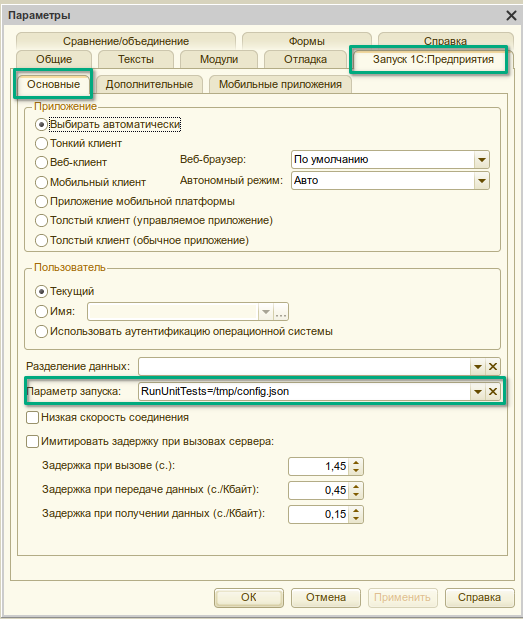 Параметры
Сравнение/объединение Формы Справка
Общие Тексты Модули Отладка Запуск 1С:Предприятия
Основные Дополнительные Мобильные приложения
Приложение
Выбирать автоматически
Тонкий клиент
Веб-клиент Веб-браузер: По умолчанию
Мобильный клиент Автономный режим: Авто
Приложение мобильной платформы
Толстый клиент (управляемое приложение)
Толстый клиент (обычное приложение)
Пользователь
Текущий
Имя: ...
Использовать аутентификацию операционной системы
Разделение данных:
Параметр запуска: RunUnitTests=/tmp/config.json
Низкая скорость соединения
Имитировать задержку при вызовах сервера:
Задержка при вызове (с.): 1,45
Задержка при передаче данных (с./Кбайт): 0,45
Задержка при получении данных (с./Кбайт): 0,15
ОК Отмена Применить Справка